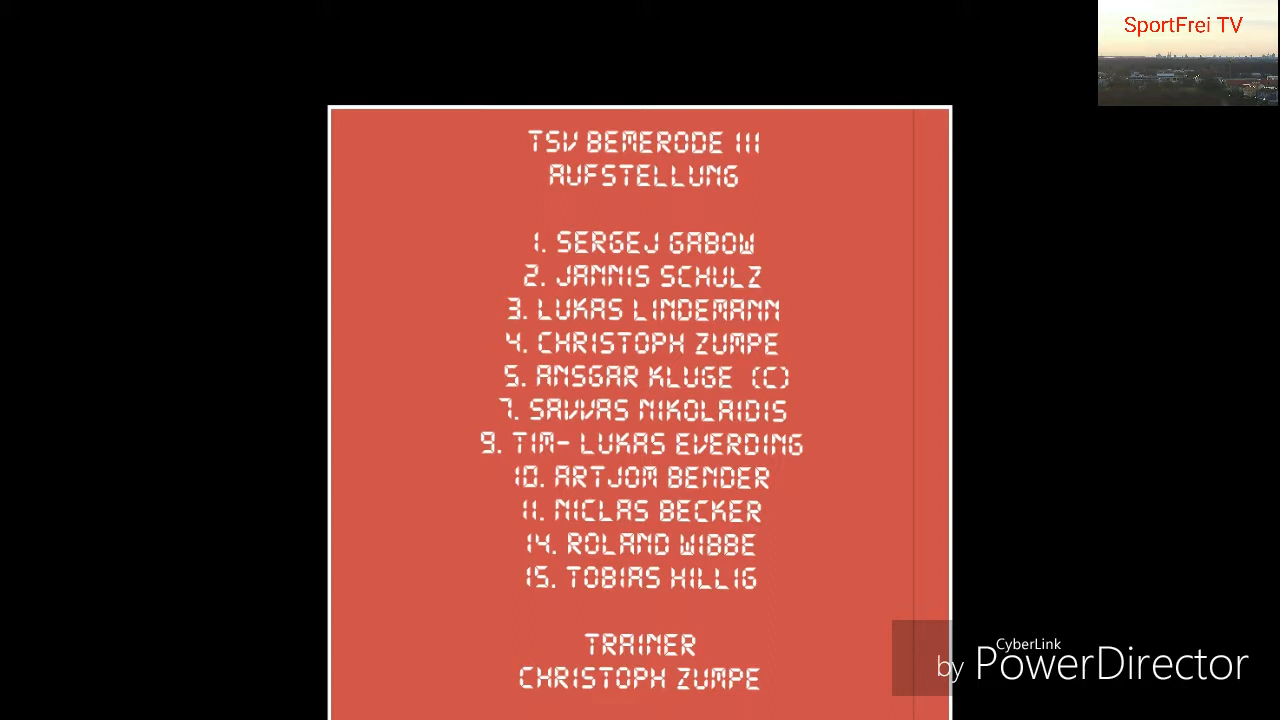 SportFrei TV
TSV BEMERODE III
AUFSTELLUNG
1. SERGEJ GABOW
2. JANNIS SCHULZ
3. LUKAS LINDEMANN
4. CHRISTOPH ZUMPE
5. ANSGAR KLUGE (C)
7. SAVVAS NIKOLAIDIS
9. TIM- LUKAS EVERDING
10. ARTJOM BENDER
11. NICLAS BECKER
14. ROLAND WIBBE
15. TOBIAS HILLIG
TRAINER
CHRISTOPH ZUMPE
CyberLink
by PowerDirector